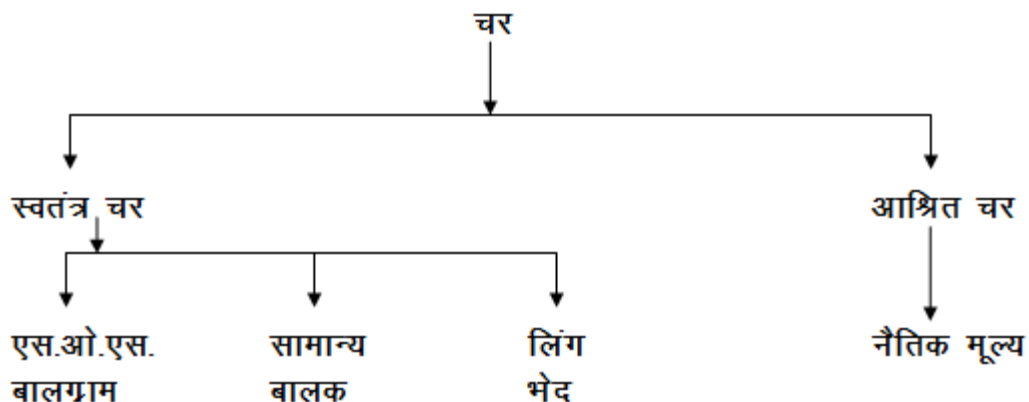 चर
स्वतंत्र चर
आश्रित चर
एस.ओ.एस.
बालग्राम
सामान्य
बालक
लिंग
भेद
नैतिक मूल्य